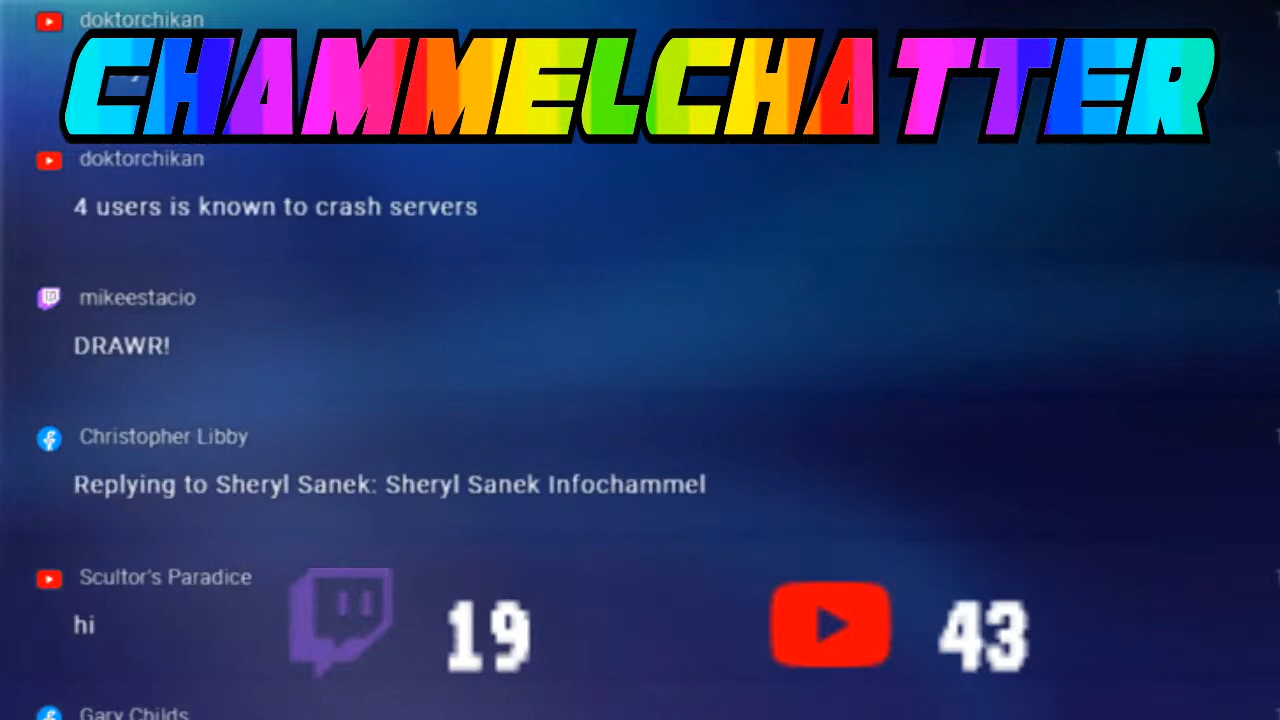 doktorchikan
CHAMMELCHATTER
doktorchikan
4 users is known to crash servers
mikeestacio
DRAWR!
Christopher Libby
Replying to Sheryl Sanek: Sheryl Sanek Infochammel
Scultor's Paradice
hi
19
43
Gary Childs